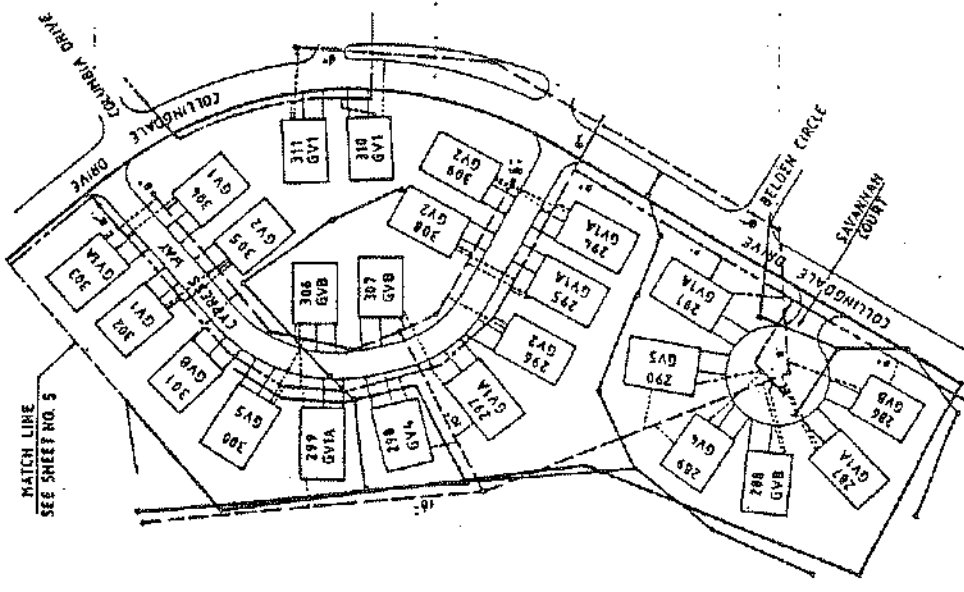 COLUMBIA DRIVE
COLLINGDALE
DRIVE
MATCH LINE
SEE SHEET NO. 5
CYPRESS
WAY
311
GV1
310
GV1
304
GV1
305
GV2
303
GV1A
302
GV1
301
GVB
300
GV5
299
GV1A
298
GV4
297
GV1A
296
GV2
295
GV1A
294
GV1A
309
GV2
308
GV2
306
GVB
307
GVB
18"
BELDEN CIRCLE
SAVANNAH
COURT
COLLINGDALE
DRIVE
GV1A
GV5
290
289
288
GVB
287
GV1A
286
GVB